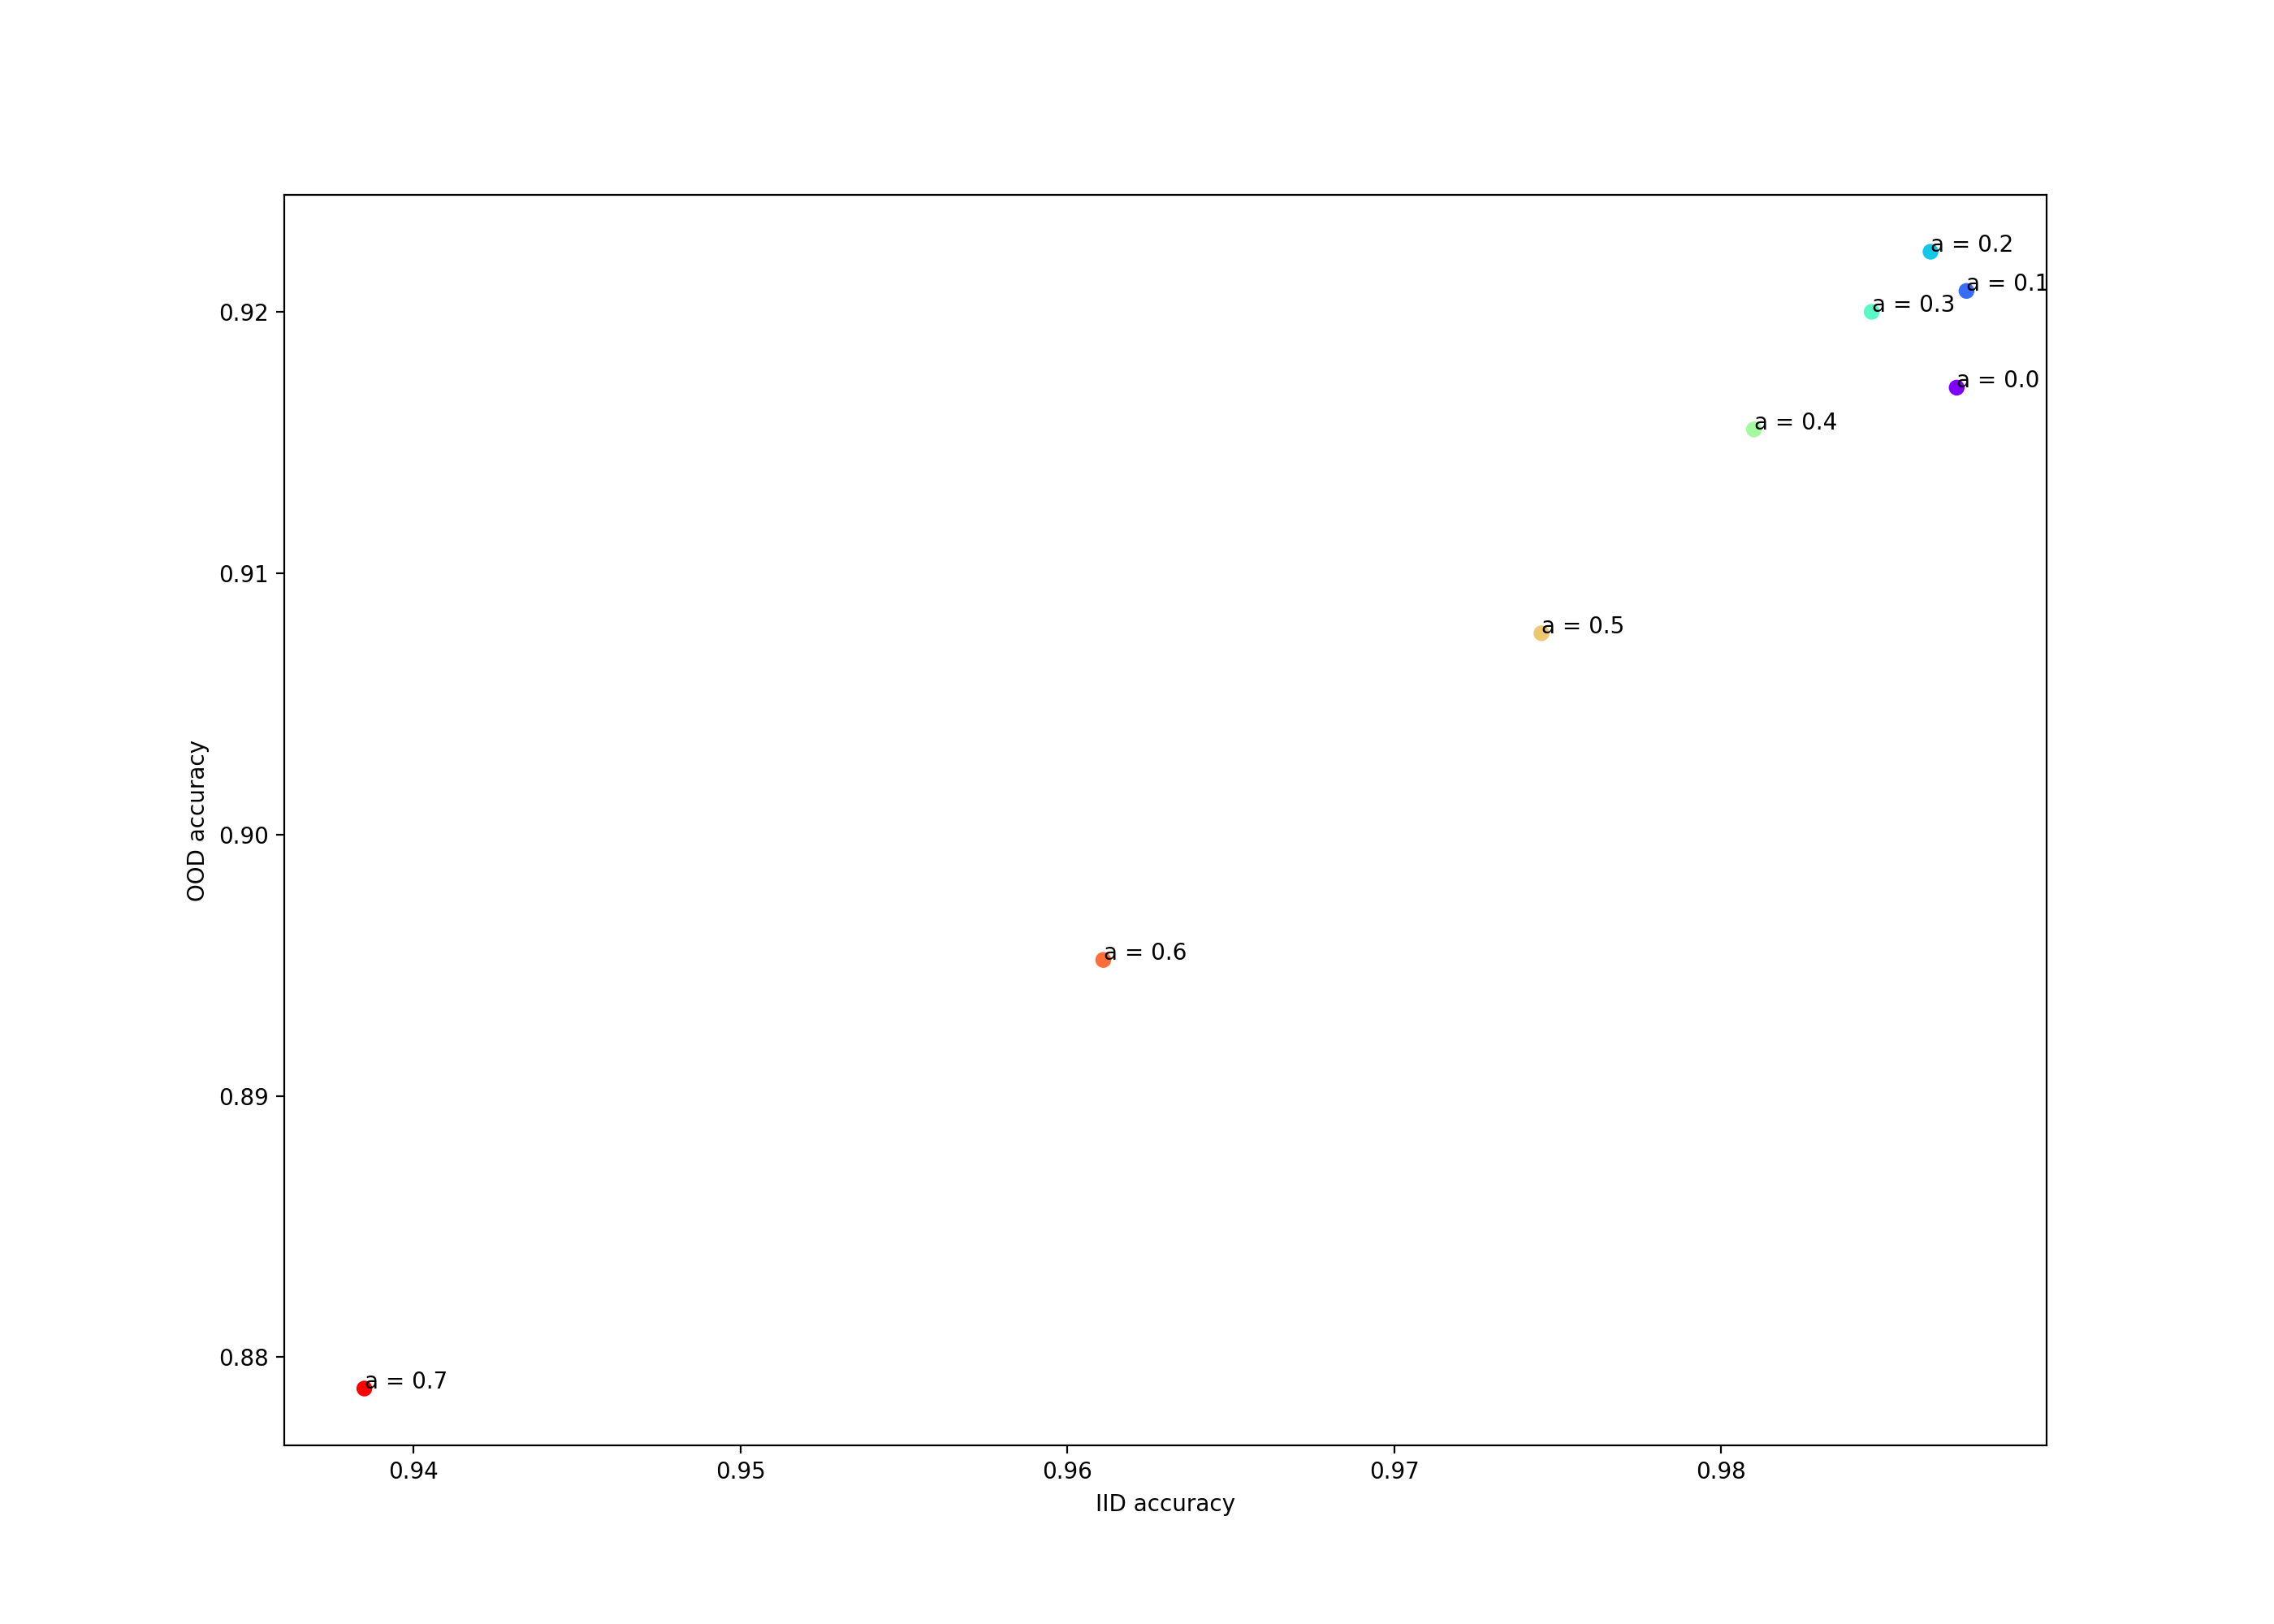 a = 0.2
a = 0.1
0.92
a = 0.3
a = 0.0
a = 0.4
0.91
a = 0.5
OOD accuracy
0.90
a = 0.6
0.89
0.88
a = 0.7
0.94
0.95
0.96
0.97
0.98
IID accuracy